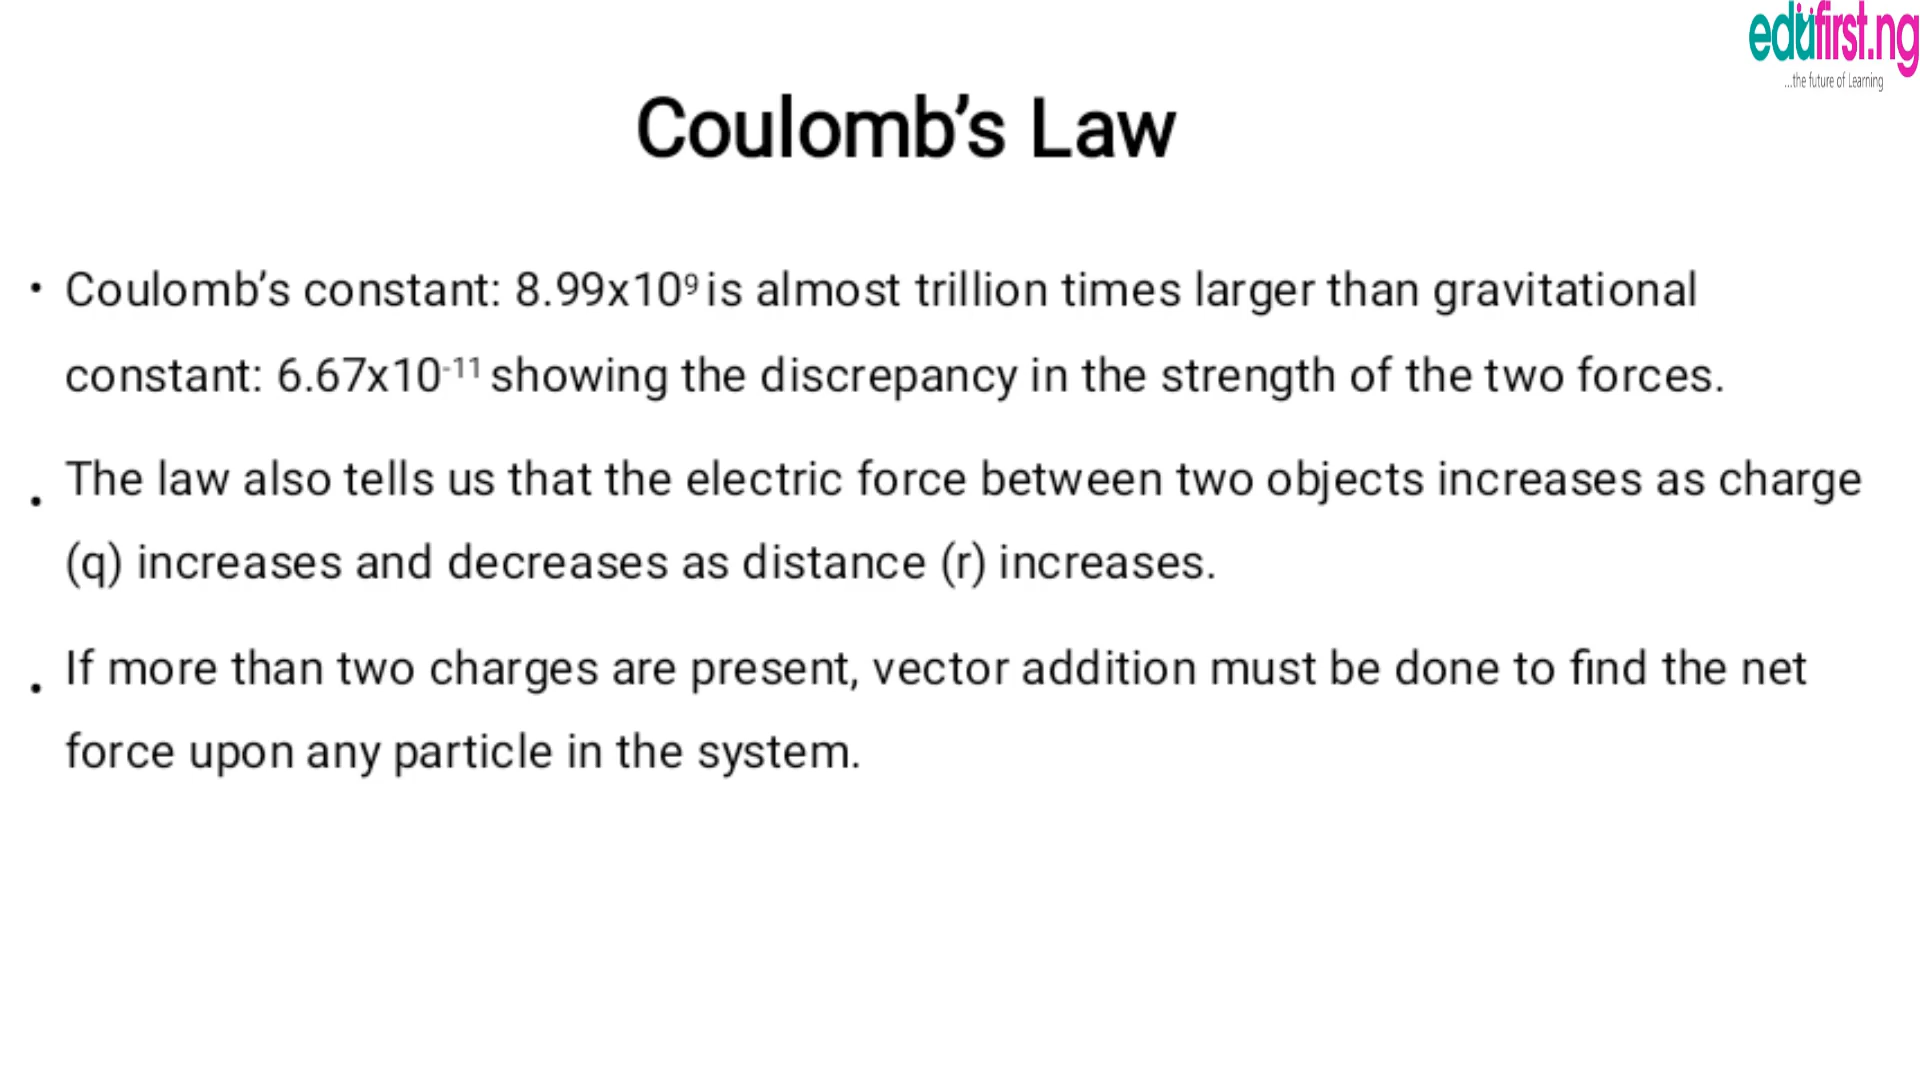 edufirst.ng
...the future of Learning
Coulomb’s Law
• Coulomb’s constant: 8.99x10⁹ is almost trillion times larger than gravitational
constant: 6.67x10⁻¹¹ showing the discrepancy in the strength of the two forces.
• The law also tells us that the electric force between two objects increases as charge
(q) increases and decreases as distance (r) increases.
• If more than two charges are present, vector addition must be done to find the net
force upon any particle in the system.